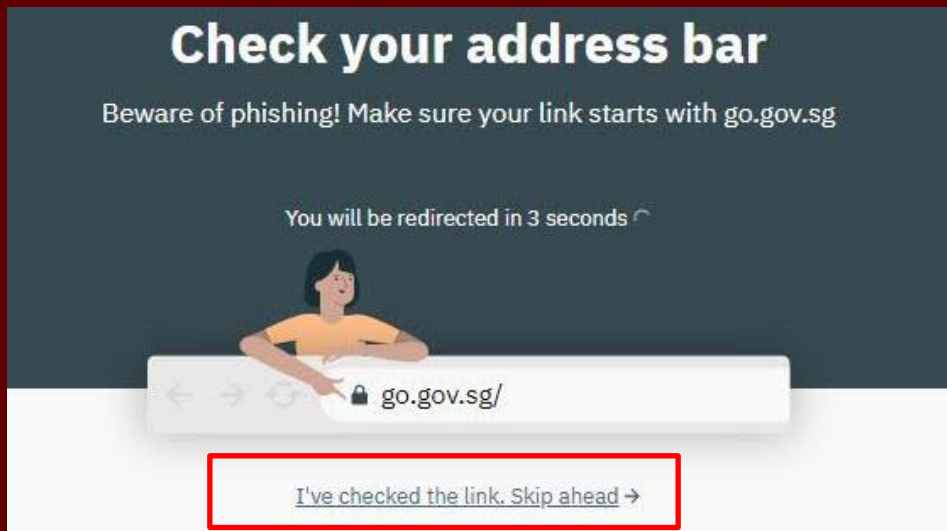 Check your address bar
Beware of phishing! Make sure your link starts with go.gov.sg
You will be redirected in 3 seconds
go.gov.sg/
I've checked the link. Skip ahead →